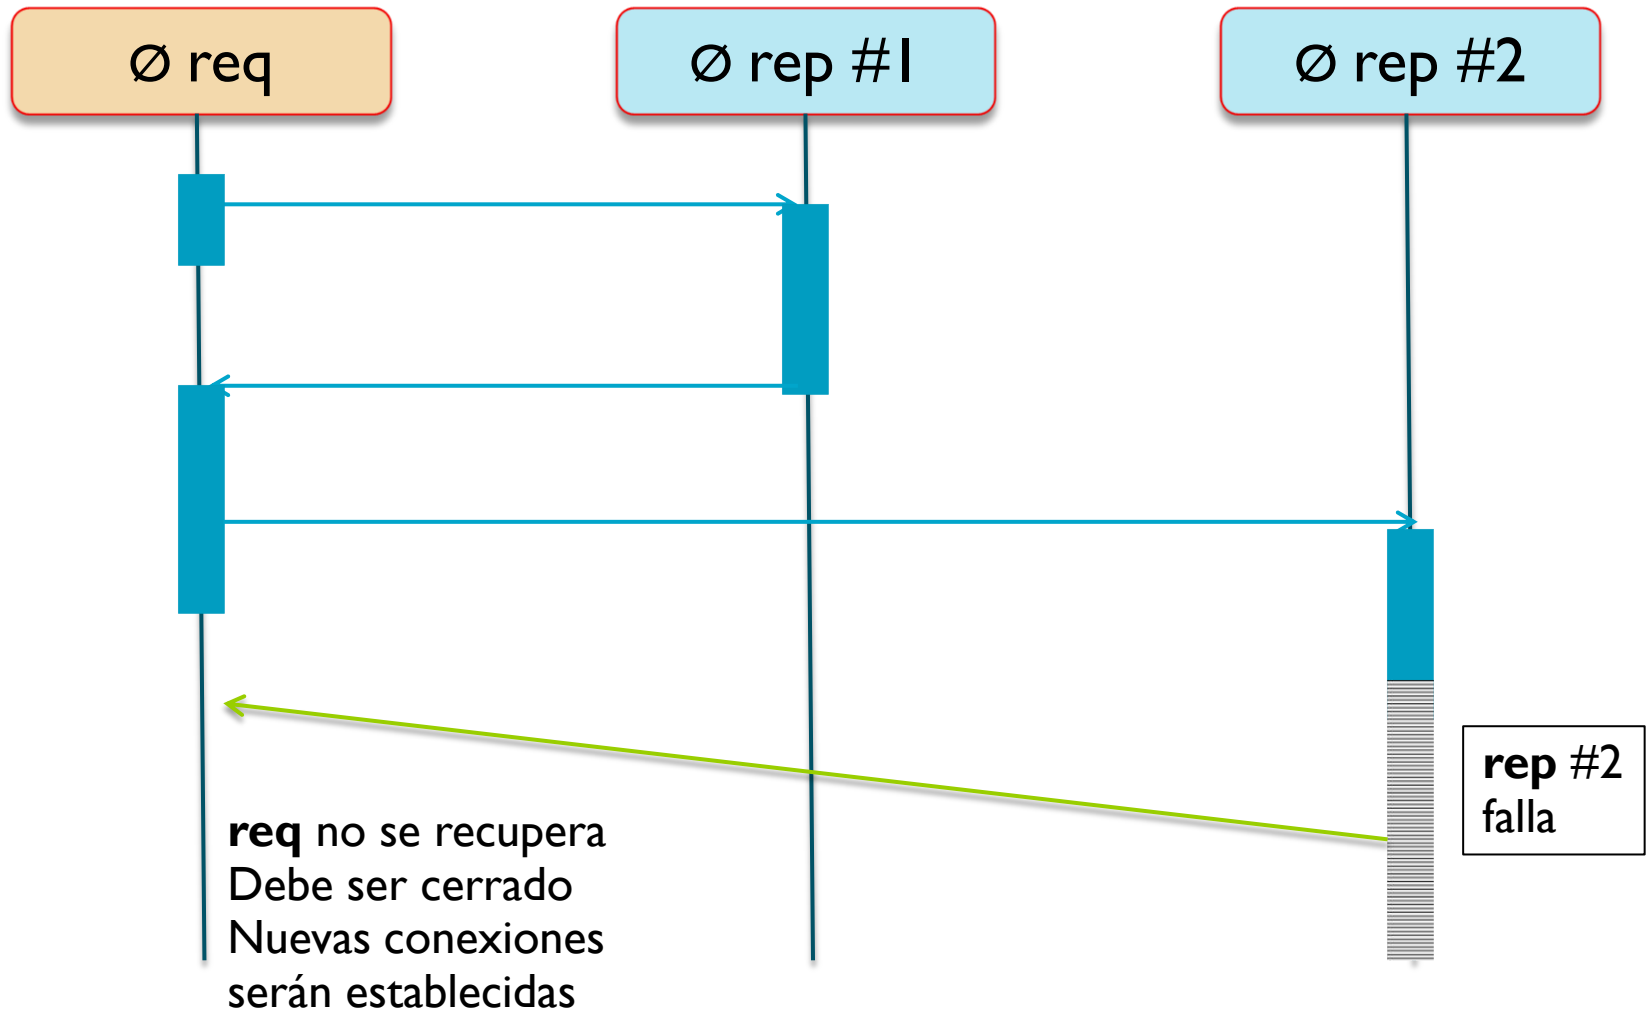 Ø req
Ø rep #1
Ø rep #2
rep #2
falla
req no se recupera
Debe ser cerrado
Nuevas conexiones
serán establecidas